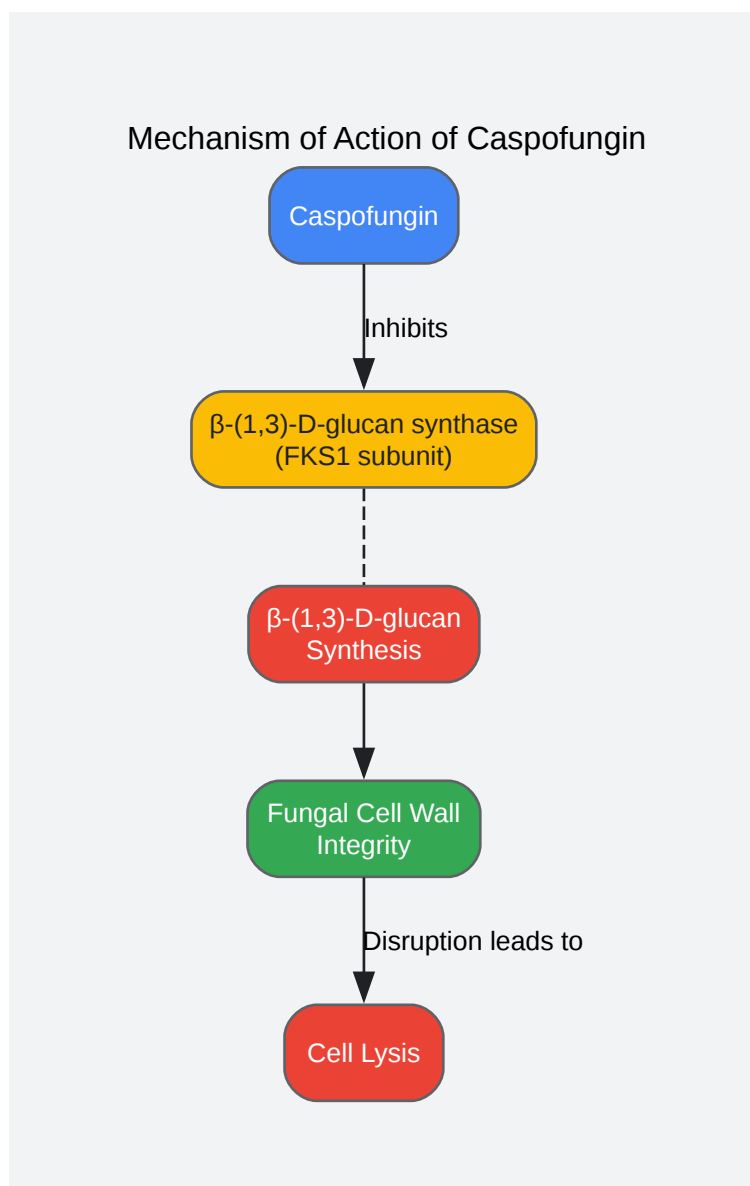 Mechanism of Action of Caspofungin
Caspofungin
Inhibits
β-(1,3)-D-glucan synthase
(FKS1 subunit)
β-(1,3)-D-glucan
Synthesis
Fungal Cell Wall
Integrity
Disruption leads to
Cell Lysis